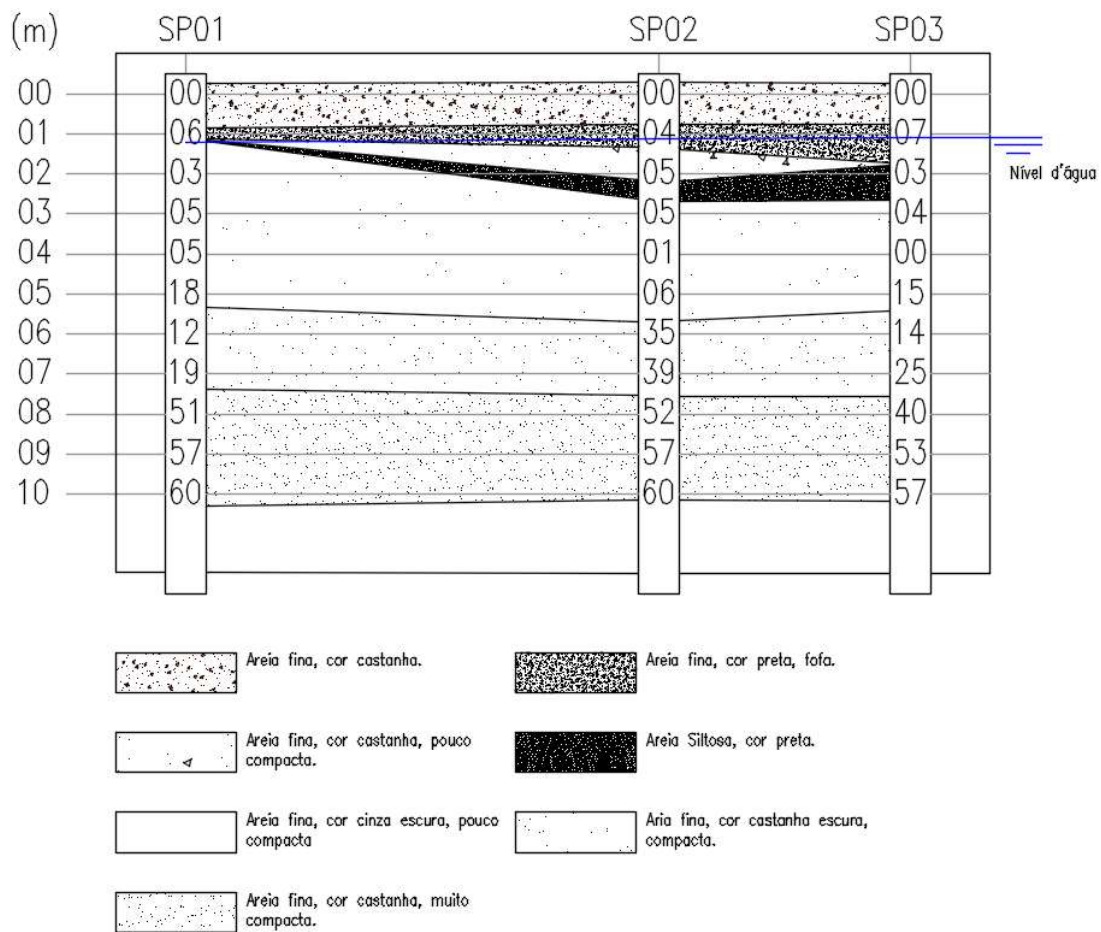 (m) SP01 SP02 SP03
00 00 00 00
01 06 04 07
Nível d'água
02 03 05 03
03 05 05 04
04 05 01 00
05 18 06 15
06 12 35 14
07 19 39 25
08 51 52 40
09 57 57 53
10 60 60 57
Areia fina, cor castanha.
Areia fina, cor preta, fofa.
Areia fina, cor castanha, pouco
compacta.
Areia Siltosa, cor preta.
Areia fina, cor cinza escura, pouco
compacta
Aria fina, cor castanha escura,
compacta.
Areia fina, cor castanha, muito
compacta.